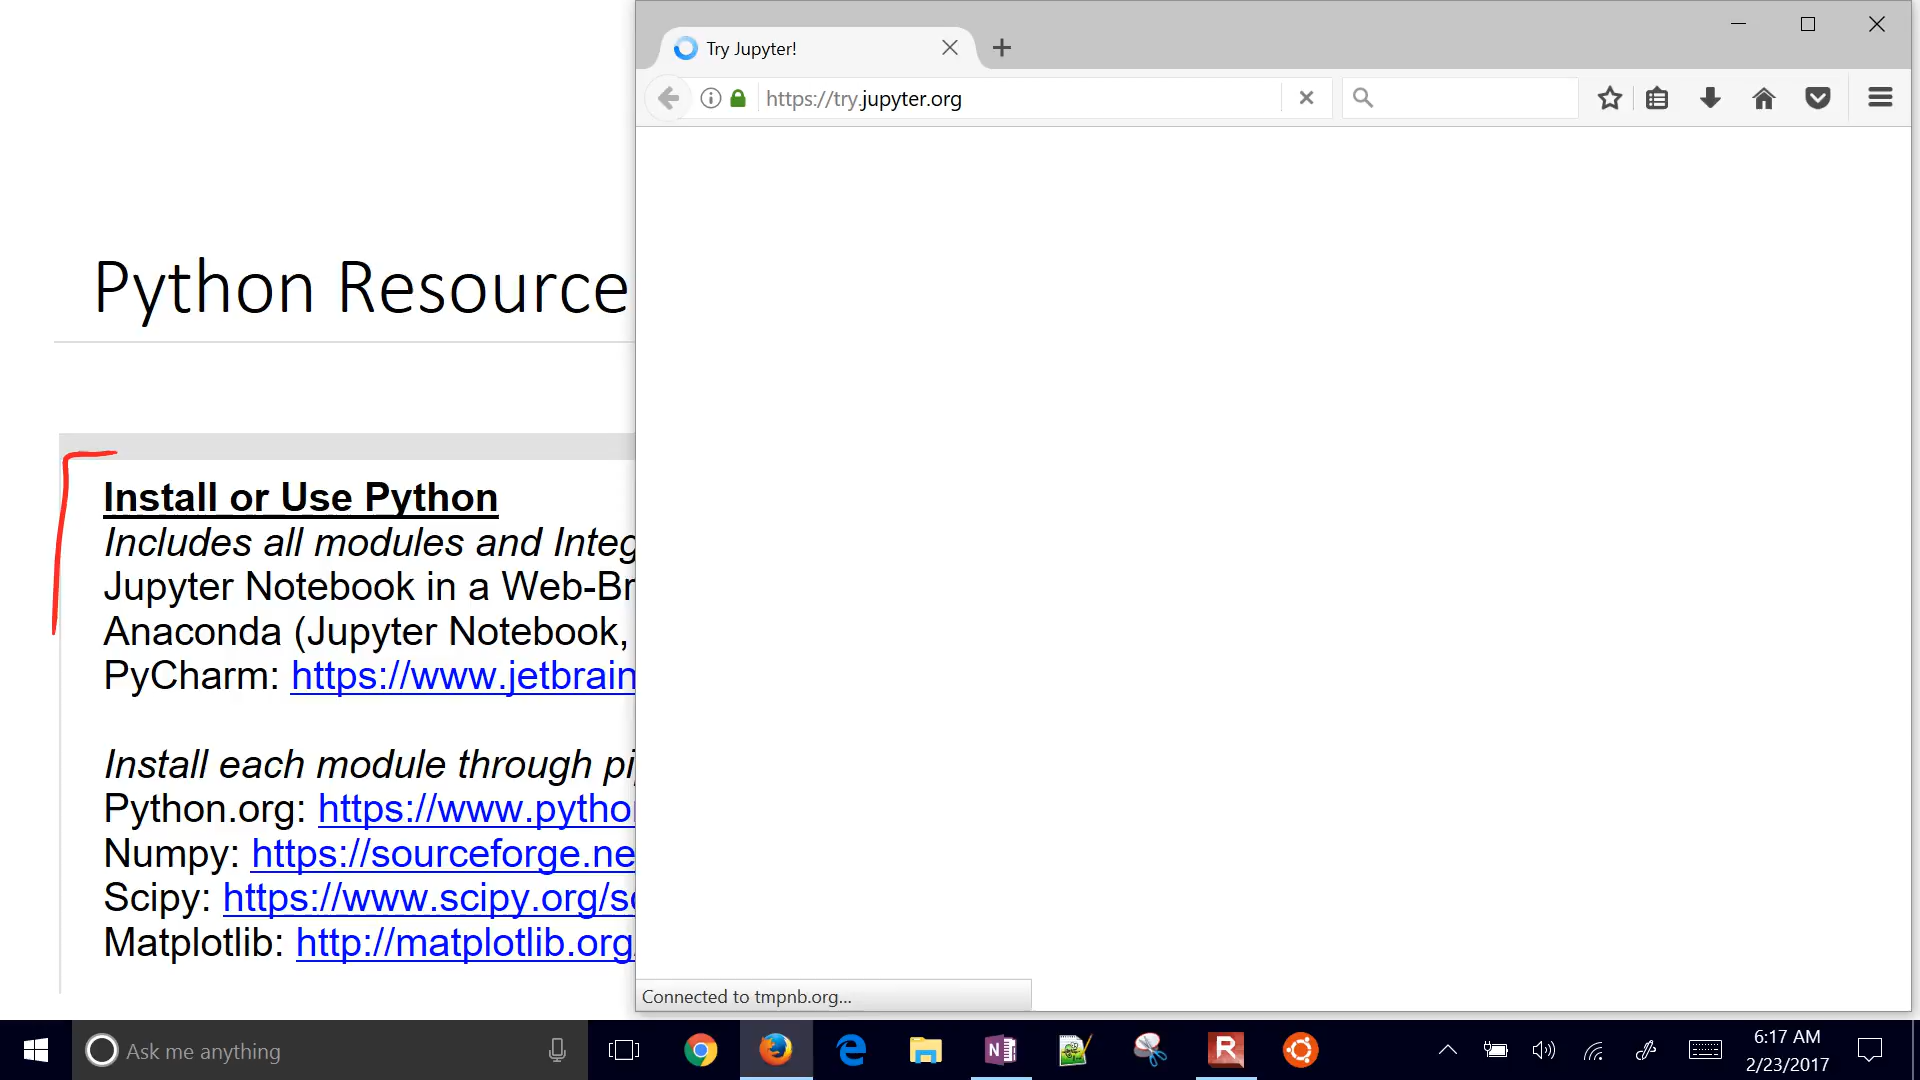 Try Jupyter!
https://try.jupyter.org
Python Resource
Install or Use Python
Includes all modules and Integ
Jupyter Notebook in a Web-Br
Anaconda (Jupyter Notebook,
PyCharm: https://www.jetbrain
Install each module through pi
Python.org: https://www.pytho
Numpy: https://sourceforge.ne
Scipy: https://www.scipy.org/s
Matplotlib: http://matplotlib.org
Connected to tmpnb.org...
Ask me anything
N
R
6:17 AM
2/23/2017